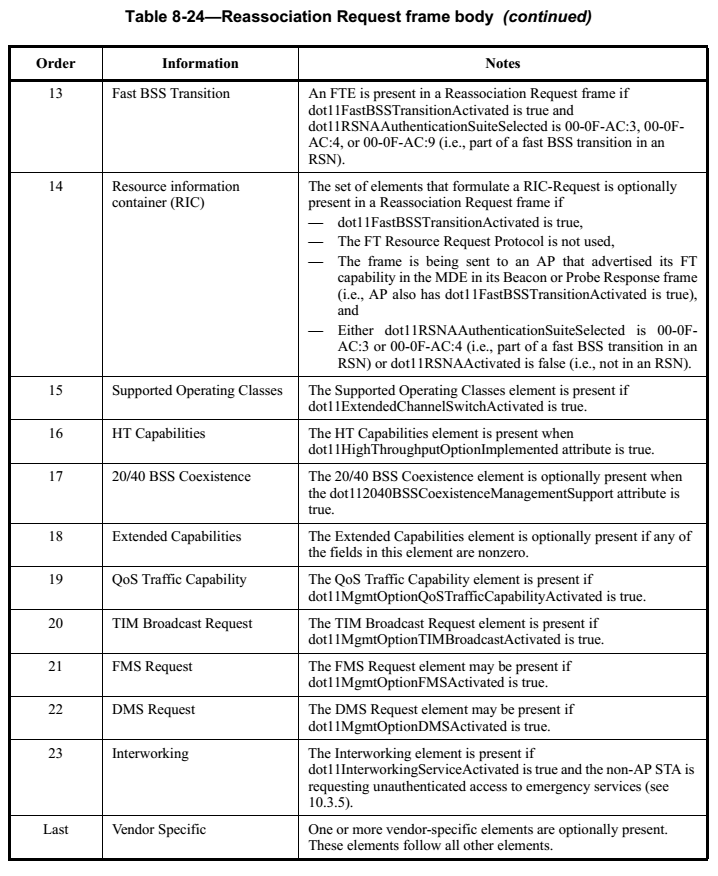 Table 8-24—Reassociation Request frame body (continued)
Order Information Notes
13 Fast BSS Transition An FTE is present in a Reassociation Request frame if
dot11FastBSSTransitionActivated is true and
dot11RSNAAuthenticationSuiteSelected is 00-0F-AC:3, 00-0F-
AC:4, or 00-0F-AC:9 (i.e., part of a fast BSS transition in an
RSN).
14 Resource information The set of elements that formulate a RIC-Request is optionally
container (RIC) present in a Reassociation Request frame if
— dot11FastBSSTransitionActivated is true,
— The FT Resource Request Protocol is not used,
— The frame is being sent to an AP that advertised its FT
capability in the MDE in its Beacon or Probe Response frame
(i.e., AP also has dot11FastBSSTransitionActivated is true),
and
— Either dot11RSNAAuthenticationSuiteSelected is 00-0F-
AC:3 or 00-0F-AC:4 (i.e., part of a fast BSS transition in an
RSN) or dot11RSNAActivated is false (i.e., not in an RSN).
15 Supported Operating Classes The Supported Operating Classes element is present if
dot11ExtendedChannelSwitchActivated is true.
16 HT Capabilities The HT Capabilities element is present when
dot11HighThroughputOptionImplemented attribute is true.
17 20/40 BSS Coexistence The 20/40 BSS Coexistence element is optionally present when
the dot112040BSSCoexistenceManagementSupport attribute is
true.
18 Extended Capabilities The Extended Capabilities element is optionally present if any of
the fields in this element are nonzero.
19 QoS Traffic Capability The QoS Traffic Capability element is present if
dot11MgmtOptionQoSTrafficCapabilityActivated is true.
20 TIM Broadcast Request The TIM Broadcast Request element is present if
dot11MgmtOptionTIMBroadcastActivated is true.
21 FMS Request The FMS Request element may be present if
dot11MgmtOptionFMSActivated is true.
22 DMS Request The DMS Request element may be present if
dot11MgmtOptionDMSActivated is true.
23 Interworking The Interworking element is present if
dot11InterworkingServiceActivated is true and the non-AP STA is
requesting unauthenticated access to emergency services (see
10.3.5).
Last Vendor Specific One or more vendor-specific elements are optionally present.
These elements follow all other elements.